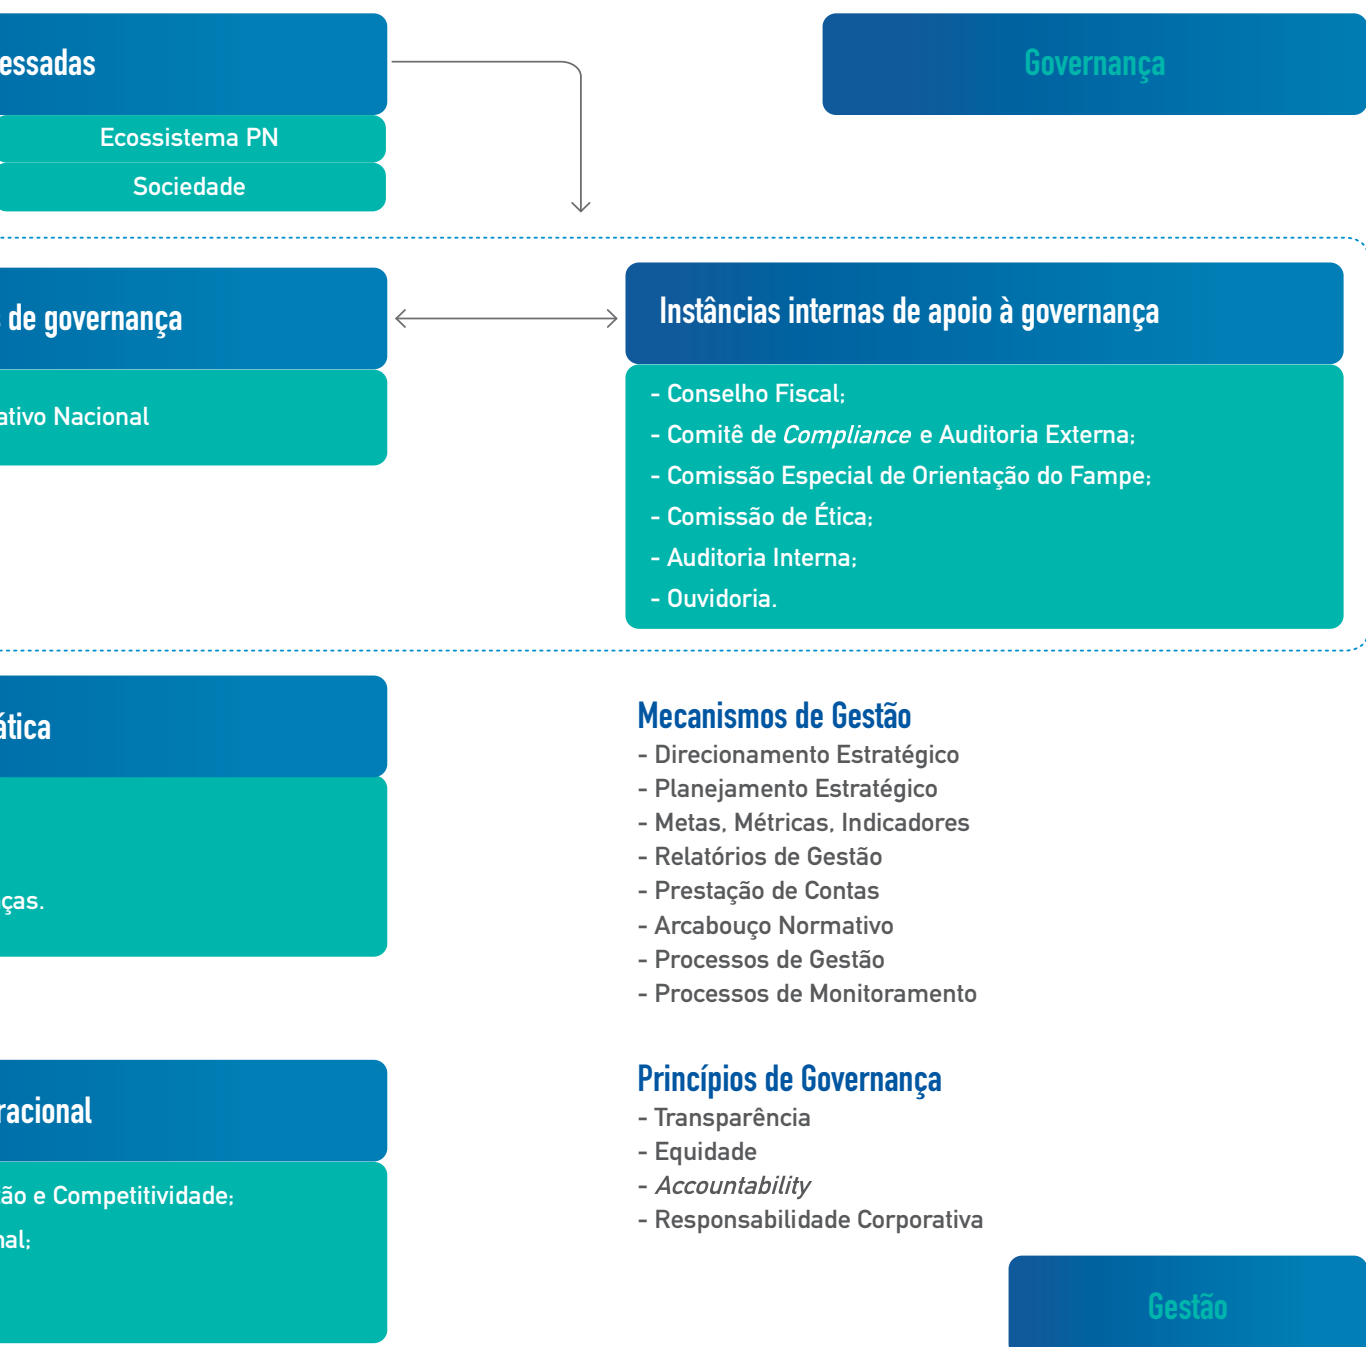 essadas
Governança
Ecossistema PN
Sociedade
de governança
Instâncias internas de apoio à governança
ativo Nacional
- Conselho Fiscal;
- Comitê de Compliance e Auditoria Externa;
- Comissão Especial de Orientação do Fampe;
- Comissão de Ética;
- Auditoria Interna;
- Ouvidoria.
ática
ças.
Mecanismos de Gestão
- Direcionamento Estratégico
- Planejamento Estratégico
- Metas, Métricas, Indicadores
- Relatórios de Gestão
- Prestação de Contas
- Arcabouço Normativo
- Processos de Gestão
- Processos de Monitoramento
racional
ão e Competitividade;
nal;
Princípios de Governança
- Transparência
- Equidade
- Accountability
- Responsabilidade Corporativa
Gestão